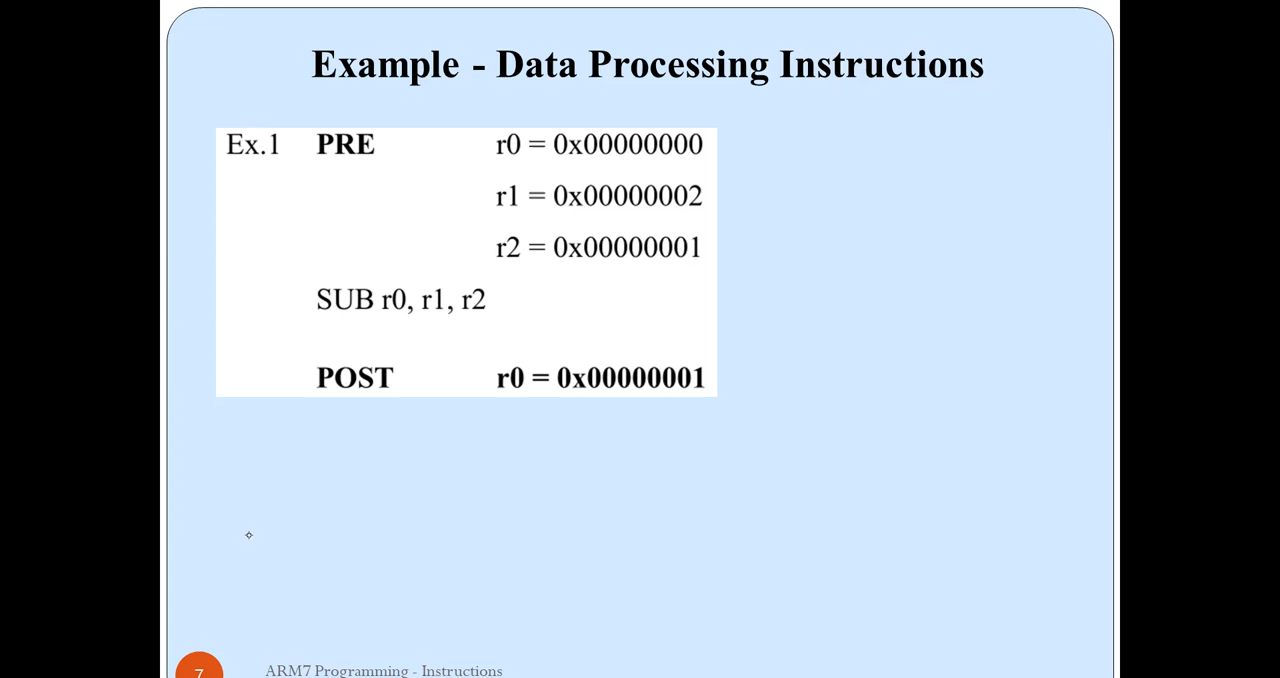 Example - Data Processing Instructions
Ex.1 PRE r0 = 0x00000000
r1 = 0x00000002
r2 = 0x00000001
SUB r0, r1, r2
POST r0 = 0x00000001
7 ARM7 Programming - Instructions